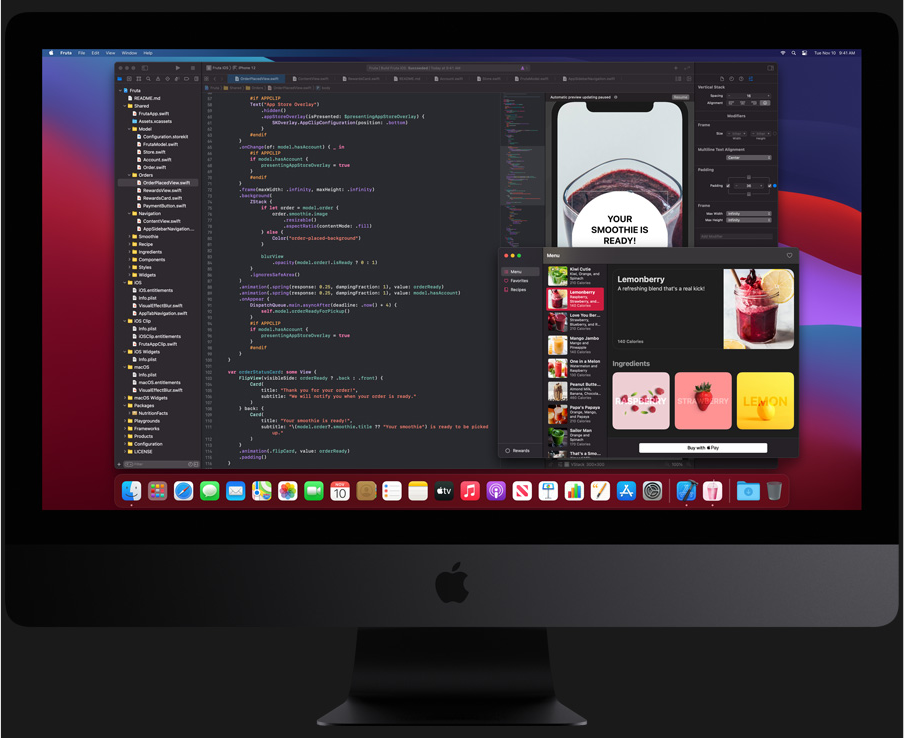 Fruta File Edit View Window Help
Tue Nov 10 9:41 AM
Fruta iOS iPhone 12
OrderPlacedView.swift
Automatic preview updating paused
Resume
Fruta
README.md
Shared
FrutaApp.swift
Assets.xcassets
Model
Configuration.storekit
FrutaModel.swift
Store.swift
Account.swift
Order.swift
Orders
OrderPlacedView.swift
RewardsView.swift
RewardsCard.swift
PaymentButton.swift
Navigation
ContentView.swift
AppSidebarNavigation...
Smoothie
Recipe
Ingredients
Components
Styles
Widgets
iOS
iOS.entitlements
Info.plist
VisualEffectBlur.swift
AppTabNavigation.swift
iOS Clip
Info.plist
iOSClip.entitlements
FrutaAppClip.swift
iOS Widgets
Info.plist
macOS
Info.plist
macOS.entitlements
VisualEffectBlur.swift
macOS Widgets
Packages
NutritionFacts
Playgrounds
Frameworks
Products
Configuration
LICENSE
#if APPCLIP
Text("App Store Overlay")
.hidden()
.appStoreOverlay(isPresented: $presentingAppStoreOverlay) {
SKOverlay.AppClipConfiguration(position: .bottom)
}
#endif
}
.onChange(of: model.hasAccount) { _ in
#if APPCLIP
if model.hasAccount {
presentingAppStoreOverlay = true
}
#endif
}
.frame(maxWidth: .infinity, maxHeight: .infinity)
.background(
ZStack {
if let order = model.order {
order.smoothie.image
.resizable()
.aspectRatio(contentMode: .fill)
} else {
Color("order-placed-background")
}
blurView
.opacity(model.order!.isReady ? 0 : 1)
}
.ignoresSafeArea()
)
.animation(.spring(response: 0.25, dampingFraction: 1), value: orderReady)
.animation(.spring(response: 0.25, dampingFraction: 1), value: model.hasAccount)
.onAppear {
DispatchQueue.main.asyncAfter(deadline: .now() + 4) {
self.model.orderReadyForPickup()
}
#if APPCLIP
if model.hasAccount {
presentingAppStoreOverlay = true
}
#endif
}
}
var orderStatusCard: some View {
FlipView(visibleSide: orderReady ? .back : .front) {
Card(
title: "Thank you for your order!",
subtitle: "We will notify you when your order is ready."
)
} back: {
Card(
title: "Your smoothie is ready!",
subtitle: "\(model.order?.smoothie.title ?? "Your smoothie") is ready to be picked
up."
)
}
.animation(.flipCard, value: orderReady)
.padding()
}
YOUR
SMOOTHIE IS
READY!
Vertical Stack
Spacing
Alignment
Modifiers
Frame
Size
Width Height
Multiline Text Alignment
Center
Padding
Padding
Frame
Max Width Infinity
Max Height Infinity
Add Modifier
Menu
Favorites
Recipes
Rewards
Menu
Kiwi Cutie
Kiwi, Orange, and
Spinach
210 Calories
Lemonberry
Raspberry,
Strawberry, and...
140 Calories
Love You Ber...
Strawberry,
Blueberry, and R...
210 Calories
Mango Jambo
Mango and
Pineapple
140 Calories
One in a Melon
Watermelon and
Raspberry
130 Calories
Peanut Butte...
Almond Milk,
Banana, Chocola...
Papa's Papaya
Orange, Mango,
and Papaya
Sailor Man
Orange and
Spinach
That's a Smo...
Lemonberry
A refreshing blend that's a real kick!
140 Calories
Ingredients
RASPBERRY
STRAWBERRY
LEMON
Buy with Pay
NOV
10
tv